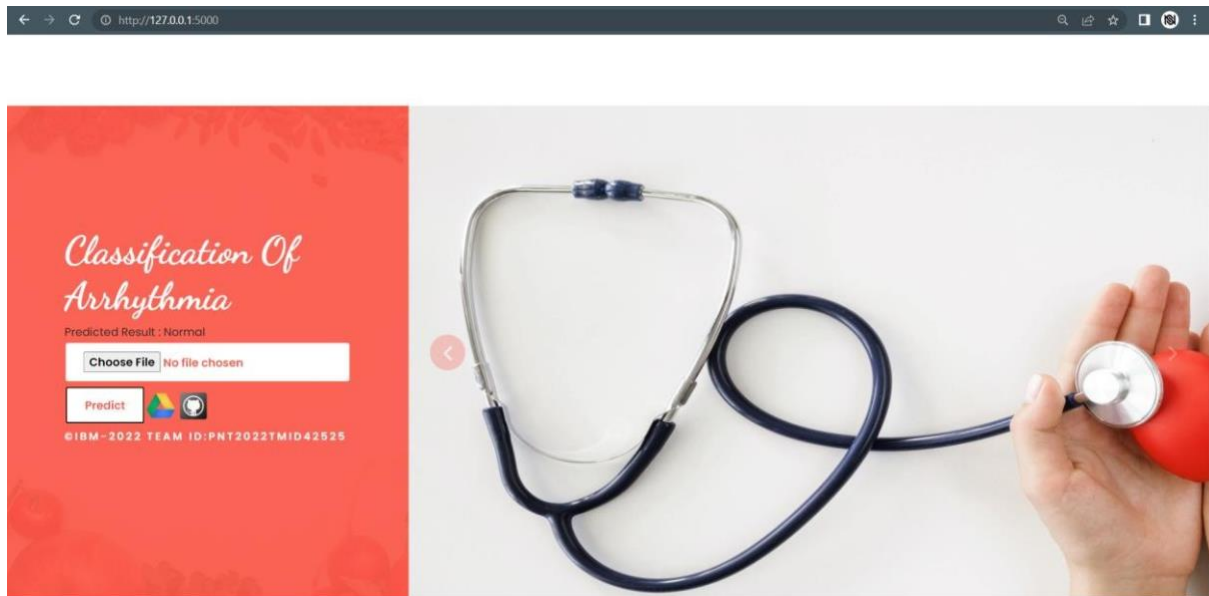 http://127.0.0.1:5000
Classification Of
Arrhythmia
Predicted Result : Normal
Choose File No file chosen
Predict
©IBM-2022 TEAM ID:PNT2022TMID42525